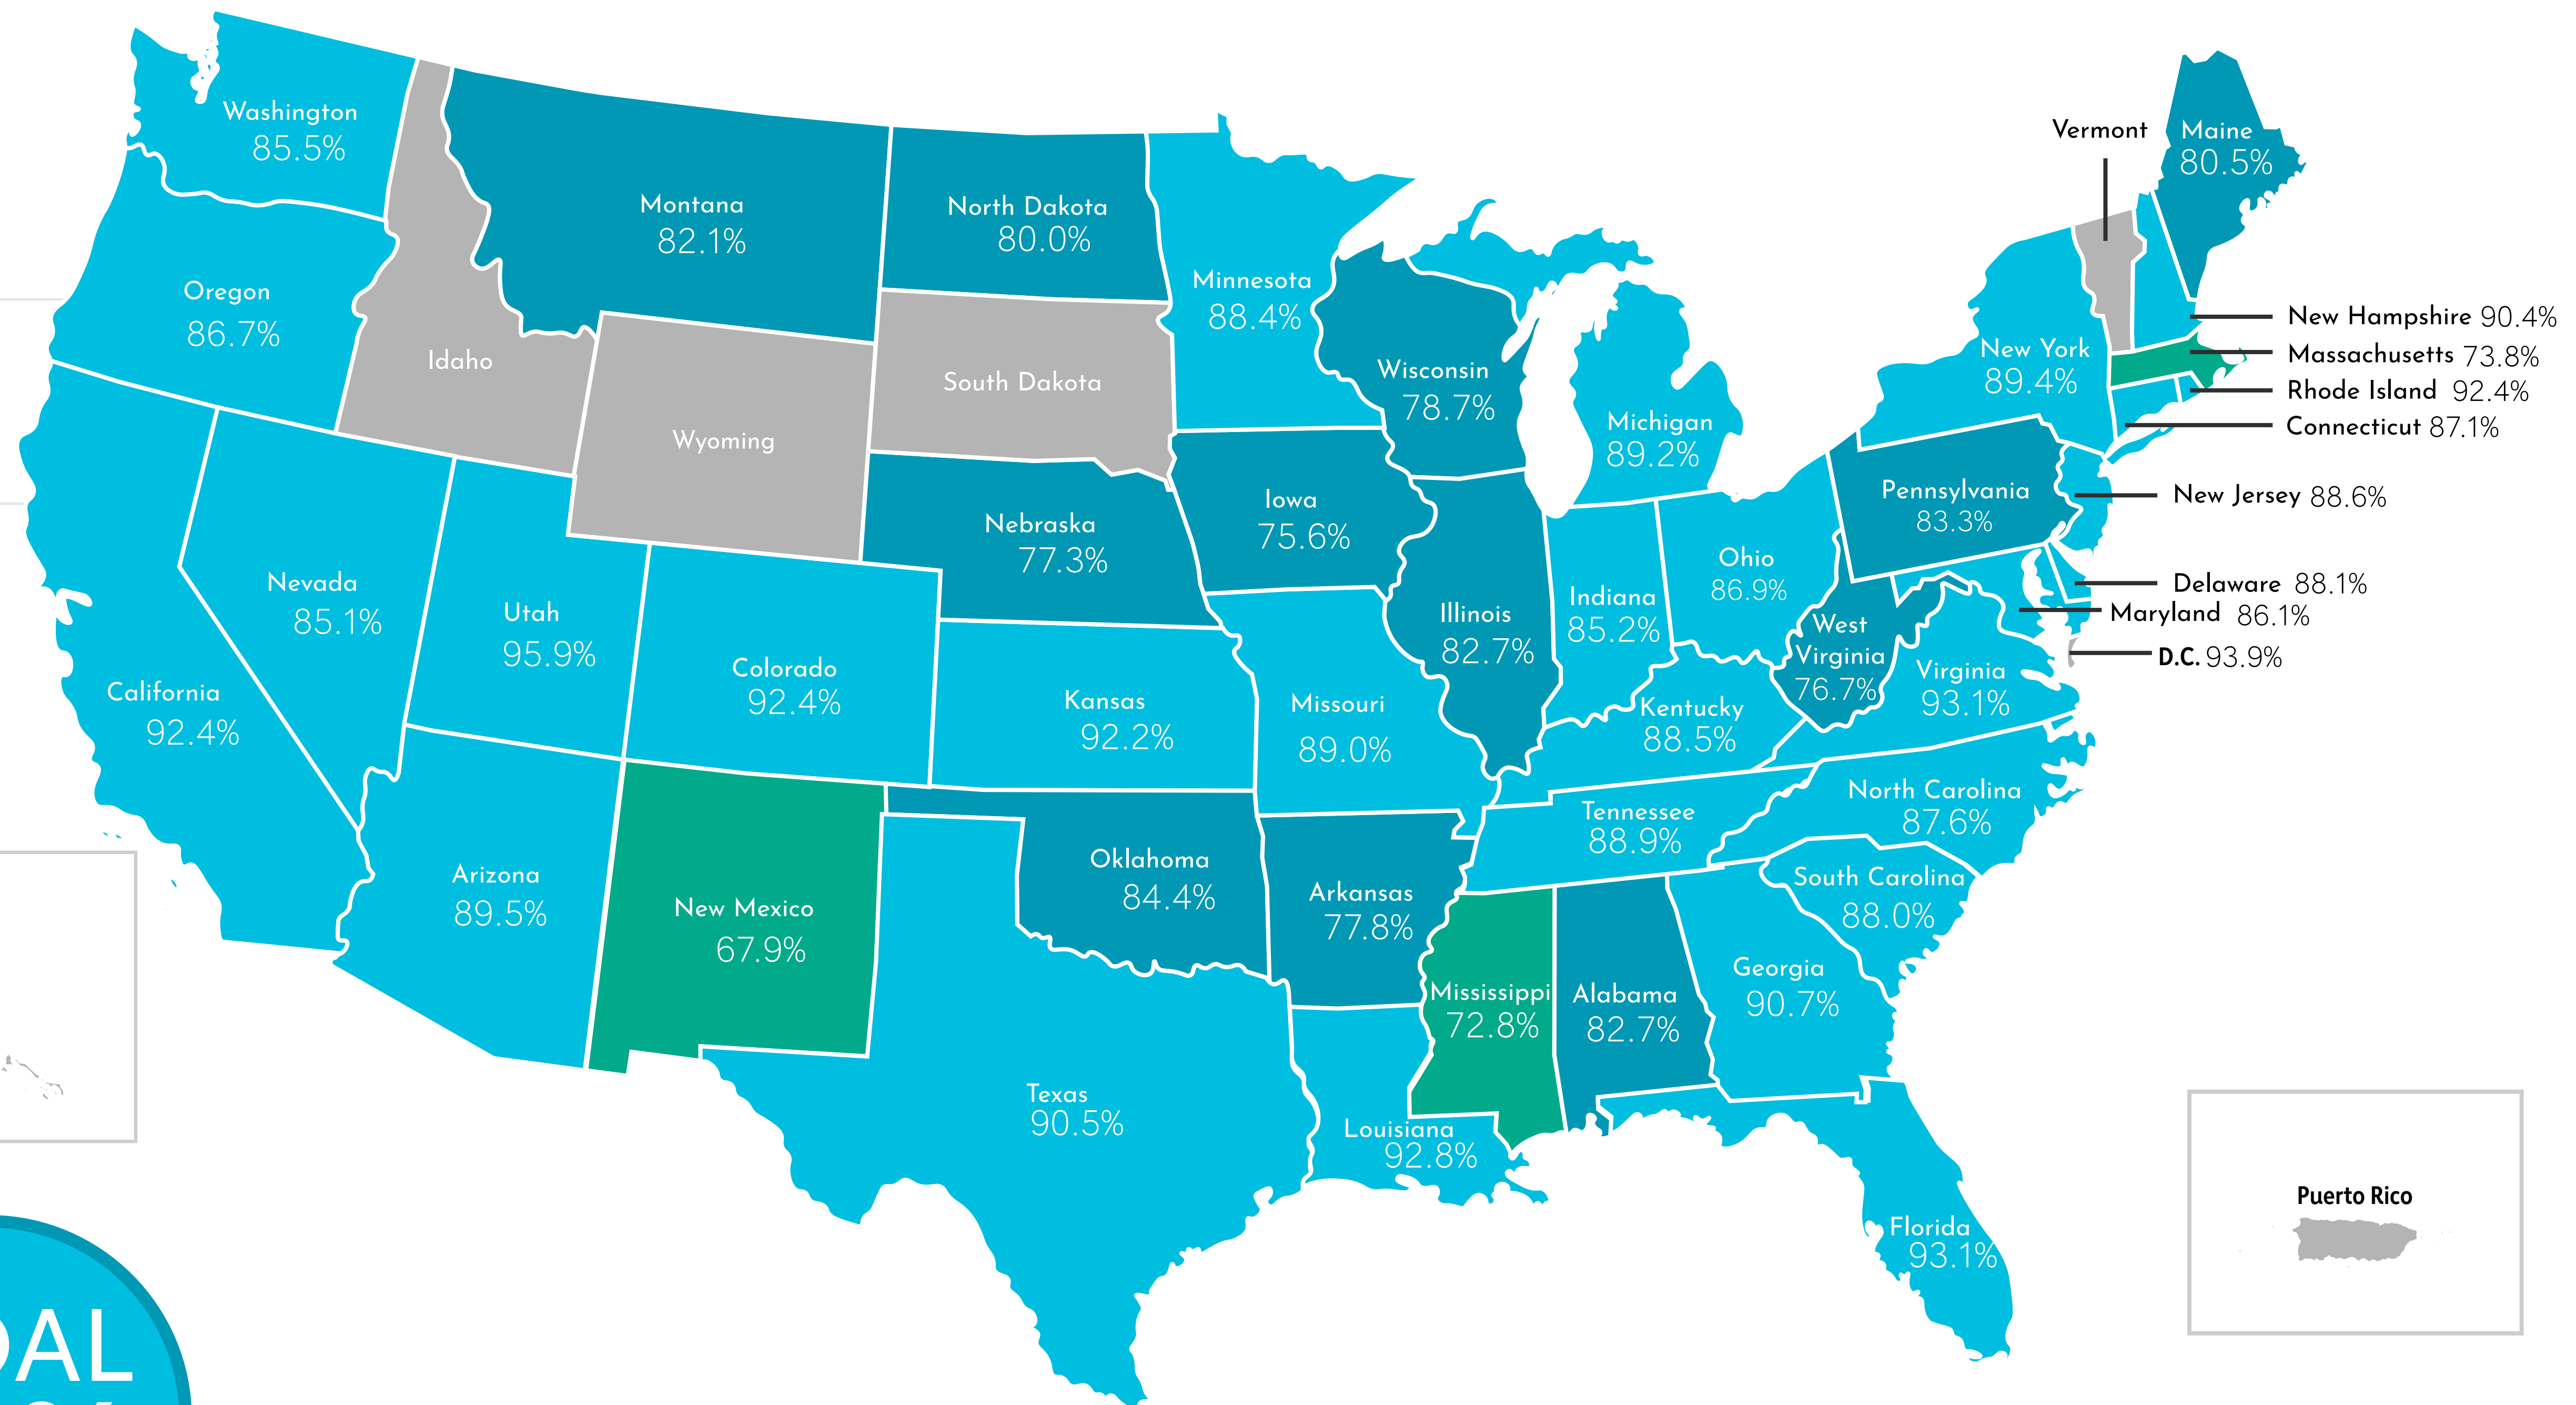 Washington
85.5%
Oregon
86.7%
California
92.4%
Nevada
85.1%
Idaho
Montana
82.1%
Wyoming
Utah
95.9%
Colorado
92.4%
Arizona
89.5%
New Mexico
67.9%
North Dakota
80.0%
South Dakota
Nebraska
77.3%
Kansas
92.2%
Oklahoma
84.4%
Texas
90.5%
Minnesota
88.4%
Iowa
75.6%
Missouri
89.0%
Arkansas
77.8%
Louisiana
92.8%
Wisconsin
78.7%
Illinois
82.7%
Michigan
89.2%
Indiana
85.2%
Ohio
86.9%
Kentucky
88.5%
Tennessee
88.9%
Mississippi
72.8%
Alabama
82.7%
Georgia
90.7%
Florida
93.1%
South Carolina
88.0%
North Carolina
87.6%
Virginia
93.1%
West
Virginia
76.7%
Pennsylvania
83.3%
New York
89.4%
Vermont
Maine
80.5%
New Hampshire 90.4%
Massachusetts 73.8%
Rhode Island 92.4%
Connecticut 87.1%
New Jersey 88.6%
Delaware 88.1%
Maryland 86.1%
D.C. 93.9%
Puerto Rico